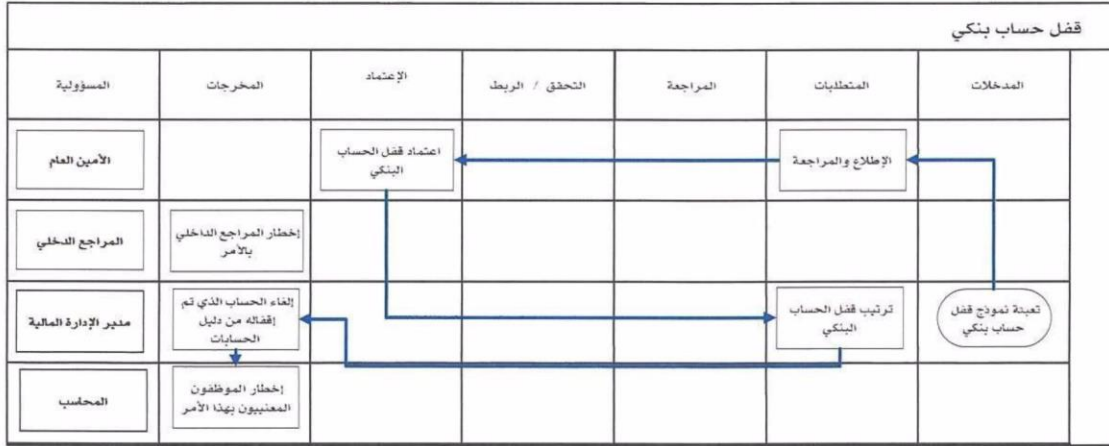 قفل حساب بنكي
المدخلات
المتطلبات
المراجعة
التحقق / الربط
الإعتماد
المخرجات
المسؤولية
الإطلاع والمراجعة
اعتماد قفل الحساب
البنكي
الأمين العام
إخطار المراجع الداخلي
بالأمر
المراجع الدخلي
تعبئة نموذج قفل
حساب بنكي
ترتيب قفل الحساب
البنكي
إلغاء الحساب الذي تم
إقفاله من دليل
الحسابات
مدير الإدارة المالية
إخطار الموظفون
المعنييون بهذا الأمر
المحاسب